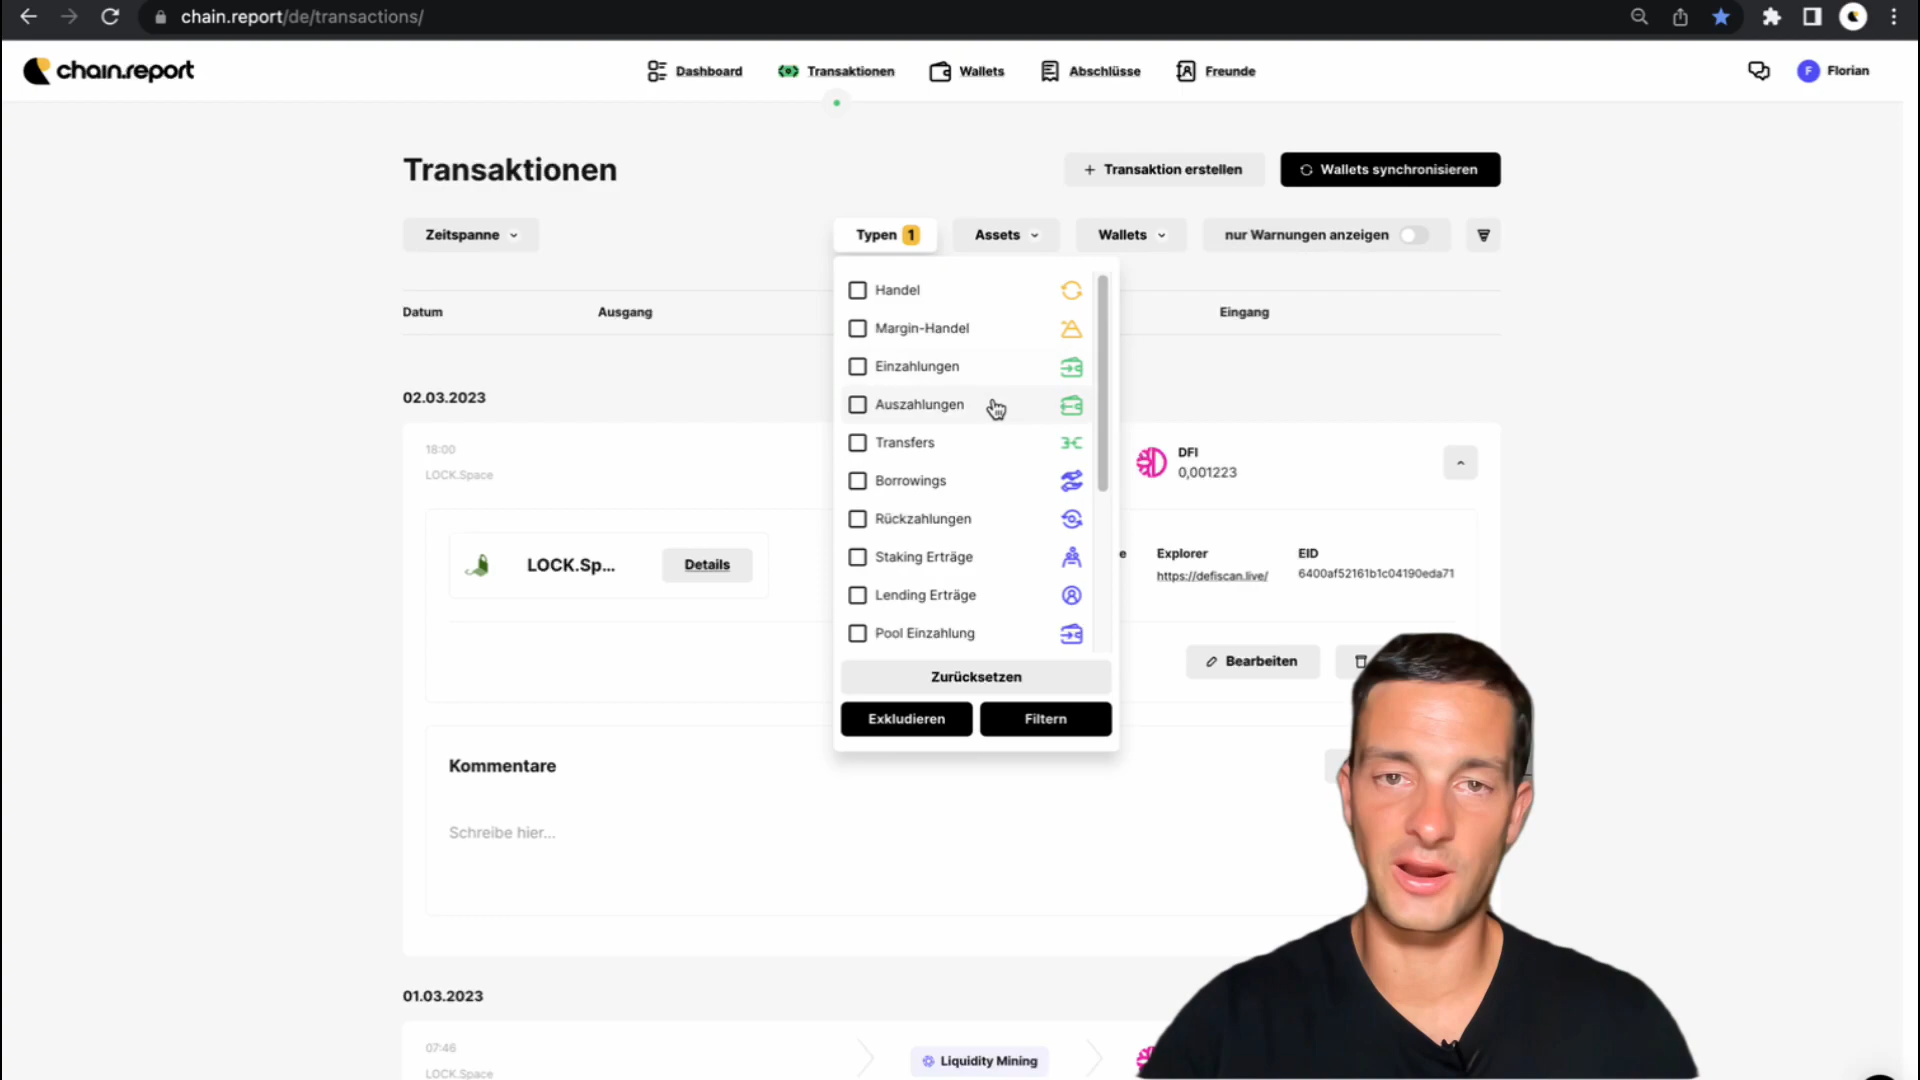 chain.report/de/transactions/
chain.report
Dashboard
Transaktionen
Wallets
Abschlüsse
Freunde
F
Florian
Transaktionen
+ Transaktion erstellen
Wallets synchronisieren
Zeitspanne
Typen 1
Assets
Wallets
nur Warnungen anzeigen
Datum
Ausgang
Eingang
Handel
Margin-Handel
Einzahlungen
Auszahlungen
Transfers
Borrowings
Rückzahlungen
Staking Erträge
Lending Erträge
Pool Einzahlung
Zurücksetzen
Exkludieren
Filtern
02.03.2023
18:00
LOCK.Space
DFI
0,001223
LOCK.Sp...
Details
e
Explorer
https://defiscan.live/
EID
6400af52161b1c04190eda71
Bearbeiten
Kommentare
Schreibe hier...
01.03.2023
07:46
LOCK.Space
Liquidity Mining